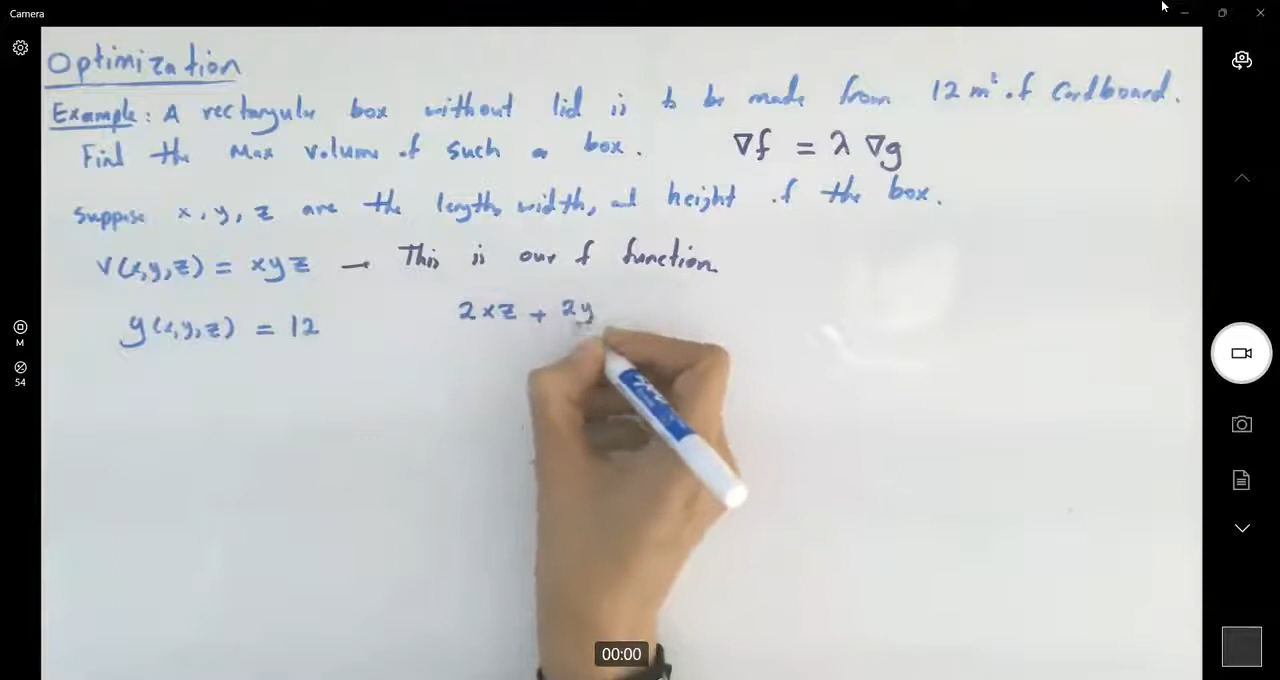 Camera
Optimization
Example: A rectangular box without lid is to be made from 12 m² of cardboard.
Find the Max volume of such a box. ∇f = λ ∇g
suppose x, y, z are the length, width, and height of the box.
V(x,y,z) = xyz → This is our f function
g(x,y,z) = 12 2xz + 2y
M
54
00:00